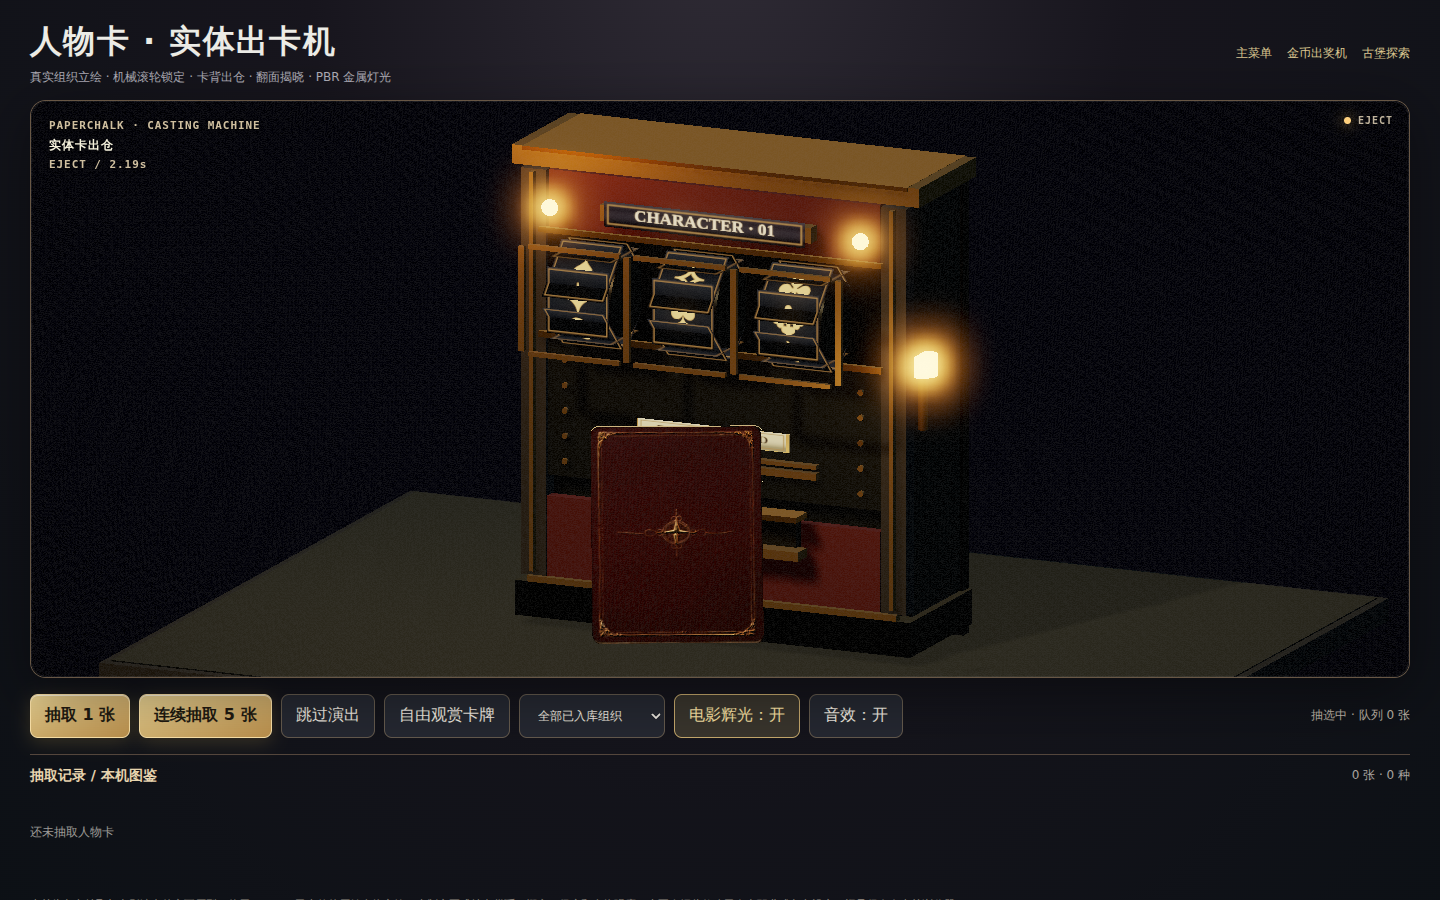 人物卡 · 实体出卡机
真实组织立绘 · 机械滚轮锁定 · 卡背出仓 · 翻面揭晓 · PBR 金属灯光
主菜单 金币出奖机 古堡探索
PAPERCHALK · CASTING MACHINE
实体卡出仓
EJECT / 2.19s
EJECT
CHARACTER · 01
抽取 1 张 连续抽取 5 张 跳过演出 自由观赏卡牌 全部已入库组织 电影辉光：开 音效：开 抽选中 · 队列 0 张
抽取记录 / 本机图鉴 0 张 · 0 种
还未抽取人物卡